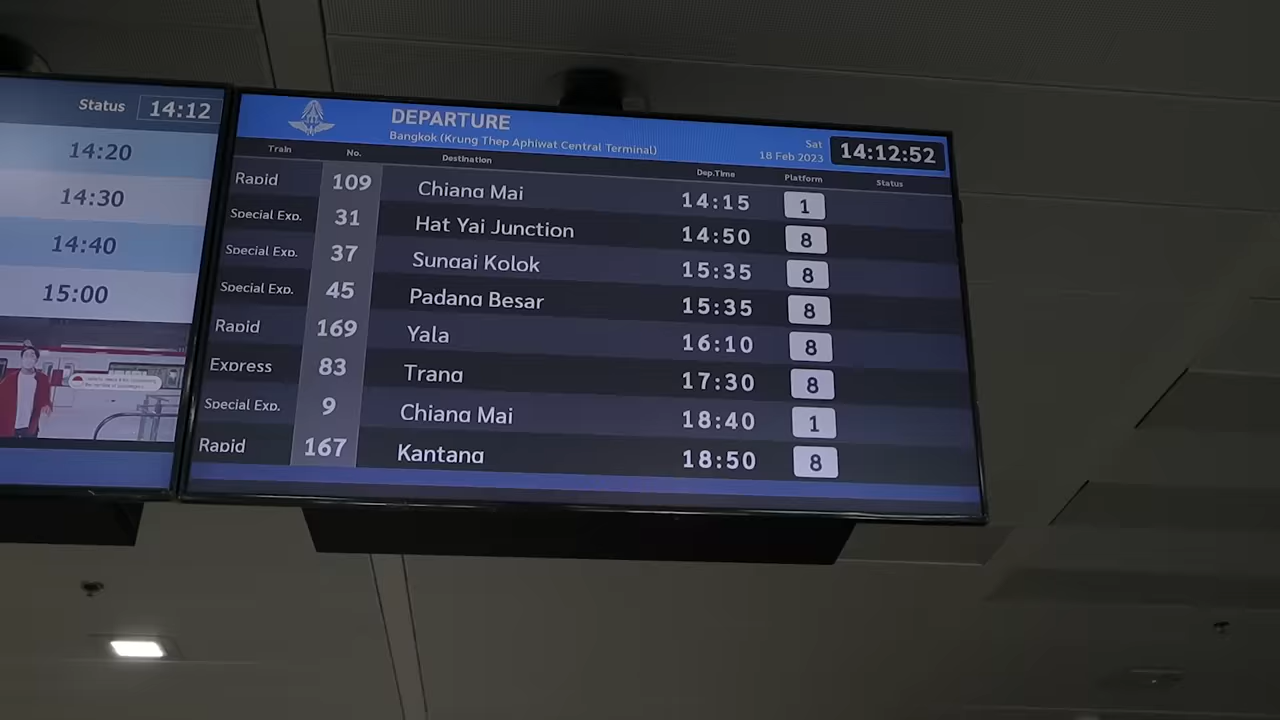 Status 14:12
14:20
14:30
14:40
15:00
DEPARTURE
Bangkok (Krung Thep Aphiwat Central Terminal)
Sat
18 Feb 2023
14:12:52
Train No. Destination Dep.Time Platform Status
Rapid 109 Chiang Mai 14:15 1
Special Exp. 31 Hat Yai Junction 14:50 8
Special Exp. 37 Sungai Kolok 15:35 8
Special Exp. 45 Padang Besar 15:35 8
Rapid 169 Yala 16:10 8
Express 83 Trang 17:30 8
Special Exp. 9 Chiang Mai 18:40 1
Rapid 167 Kantang 18:50 8